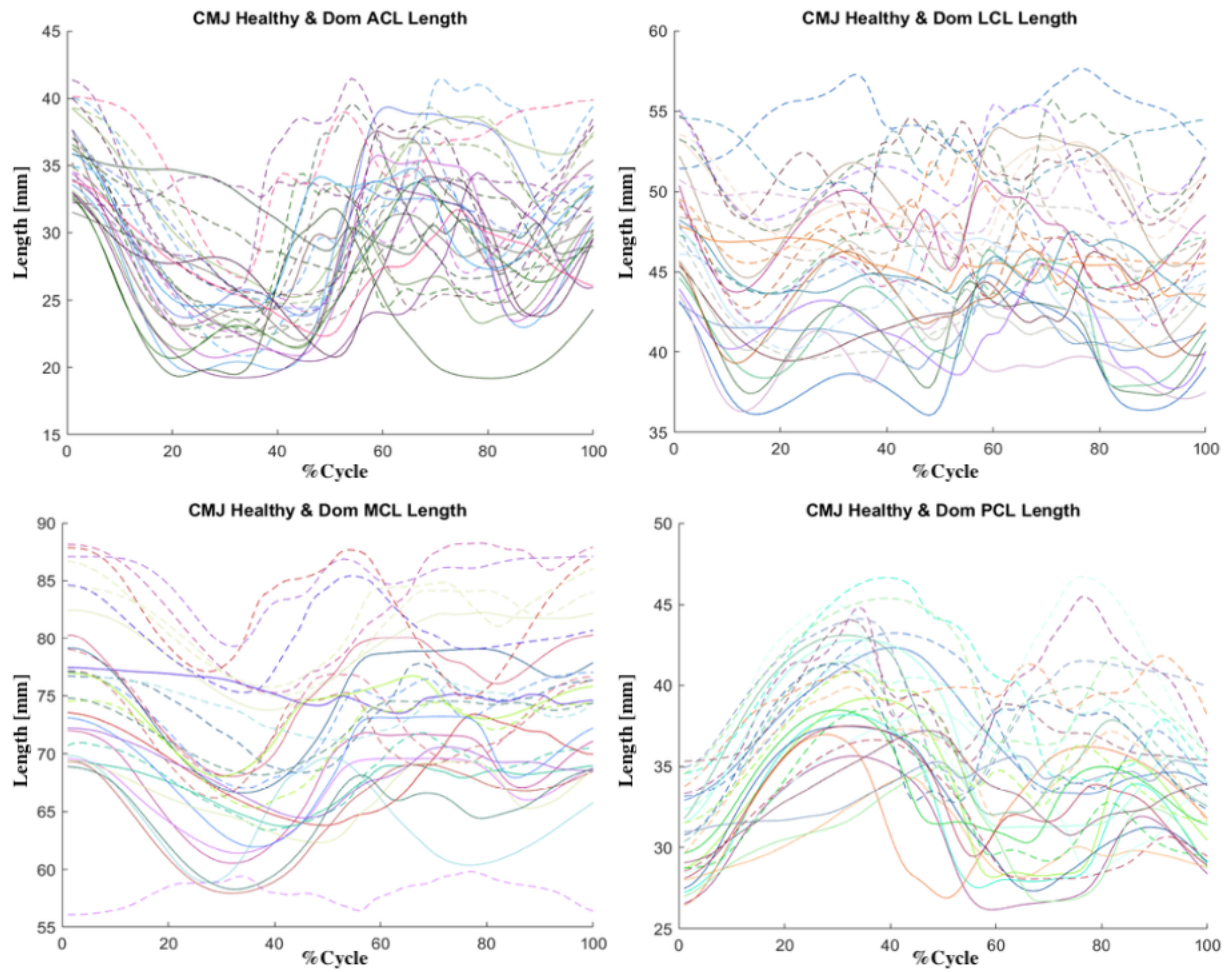 CMJ Healthy & Dom ACL Length
45
40
35
30
25
20
15
Length [mm]
0 20 40 60 80 100
%Cycle
CMJ Healthy & Dom LCL Length
60
55
50
45
40
35
Length [mm]
0 20 40 60 80 100
%Cycle
CMJ Healthy & Dom MCL Length
90
85
80
75
70
65
60
55
Length [mm]
0 20 40 60 80 100
%Cycle
CMJ Healthy & Dom PCL Length
50
45
40
35
30
25
Length [mm]
0 20 40 60 80 100
%Cycle